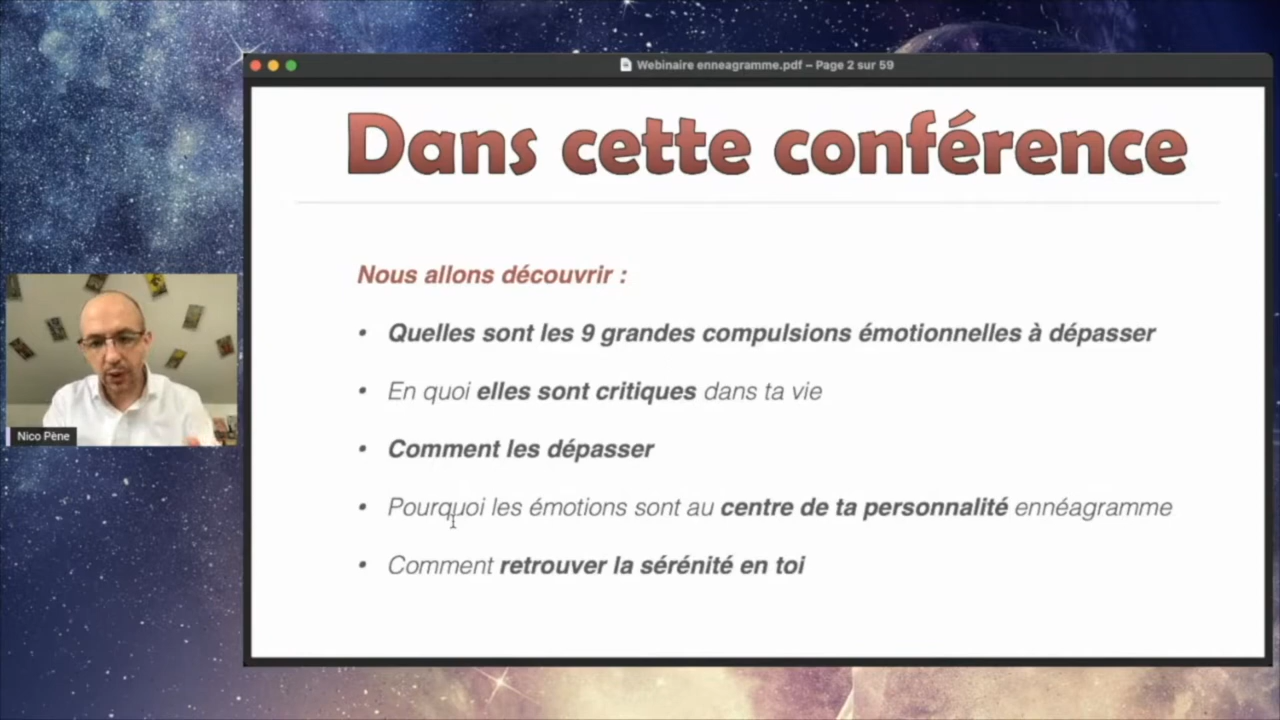 Webinaire enneagramme.pdf – Page 2 sur 59
Dans cette conférence
Nous allons découvrir :
• Quelles sont les 9 grandes compulsions émotionnelles à dépasser
• En quoi elles sont critiques dans ta vie
• Comment les dépasser
• Pourquoi les émotions sont au centre de ta personnalité ennéagramme
• Comment retrouver la sérénité en toi
Nico Pène